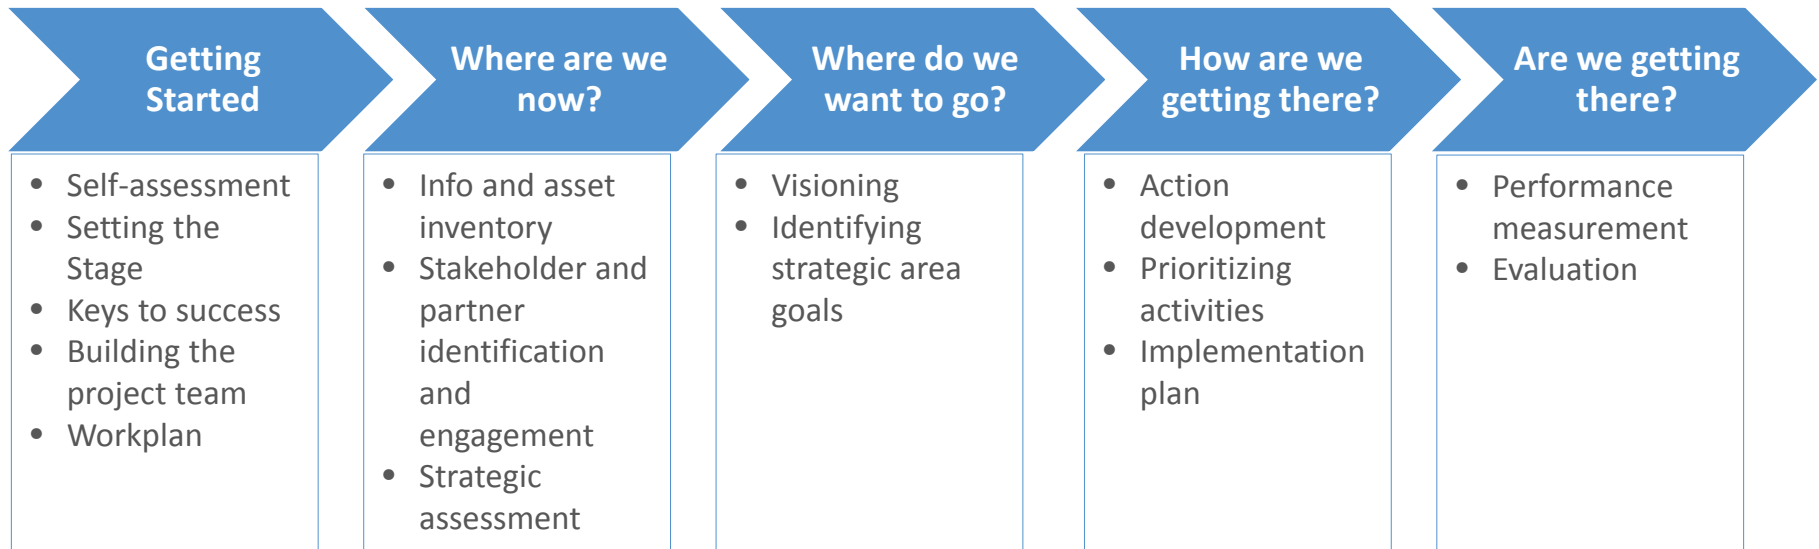 Getting
Started
• Self-assessment
• Setting the
Stage
• Keys to success
• Building the
project team
• Workplan
Where are we
now?
• Info and asset
inventory
• Stakeholder and
partner
identification
and
engagement
• Strategic
assessment
Where do we
want to go?
• Visioning
• Identifying
strategic area
goals
How are we
getting there?
• Action
development
• Prioritizing
activities
• Implementation
plan
Are we getting
there?
• Performance
measurement
• Evaluation